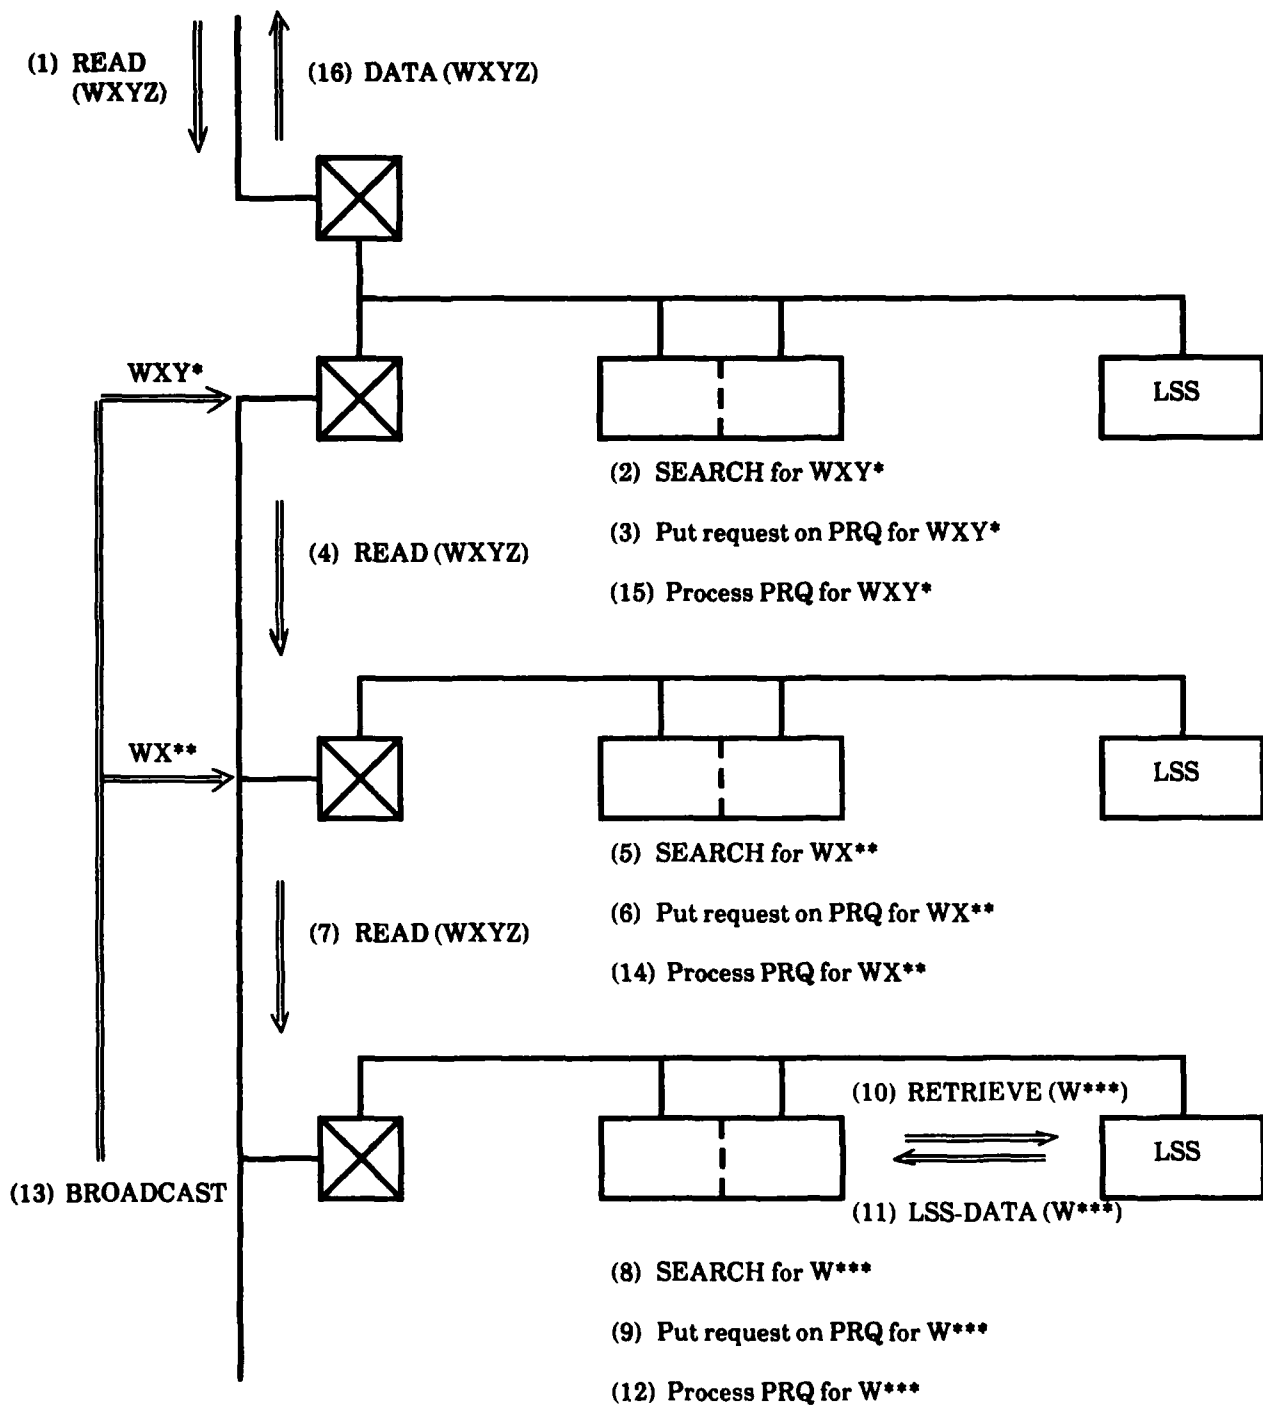 (1) READ
(WXYZ)
(16) DATA (WXYZ)
WXY*
LSS
(2) SEARCH for WXY*
(3) Put request on PRQ for WXY*
(4) READ (WXYZ)
(15) Process PRQ for WXY*
WX**
LSS
(5) SEARCH for WX**
(6) Put request on PRQ for WX**
(7) READ (WXYZ)
(14) Process PRQ for WX**
(10) RETRIEVE (W***)
LSS
(13) BROADCAST
(11) LSS-DATA (W***)
(8) SEARCH for W***
(9) Put request on PRQ for W***
(12) Process PRQ for W***